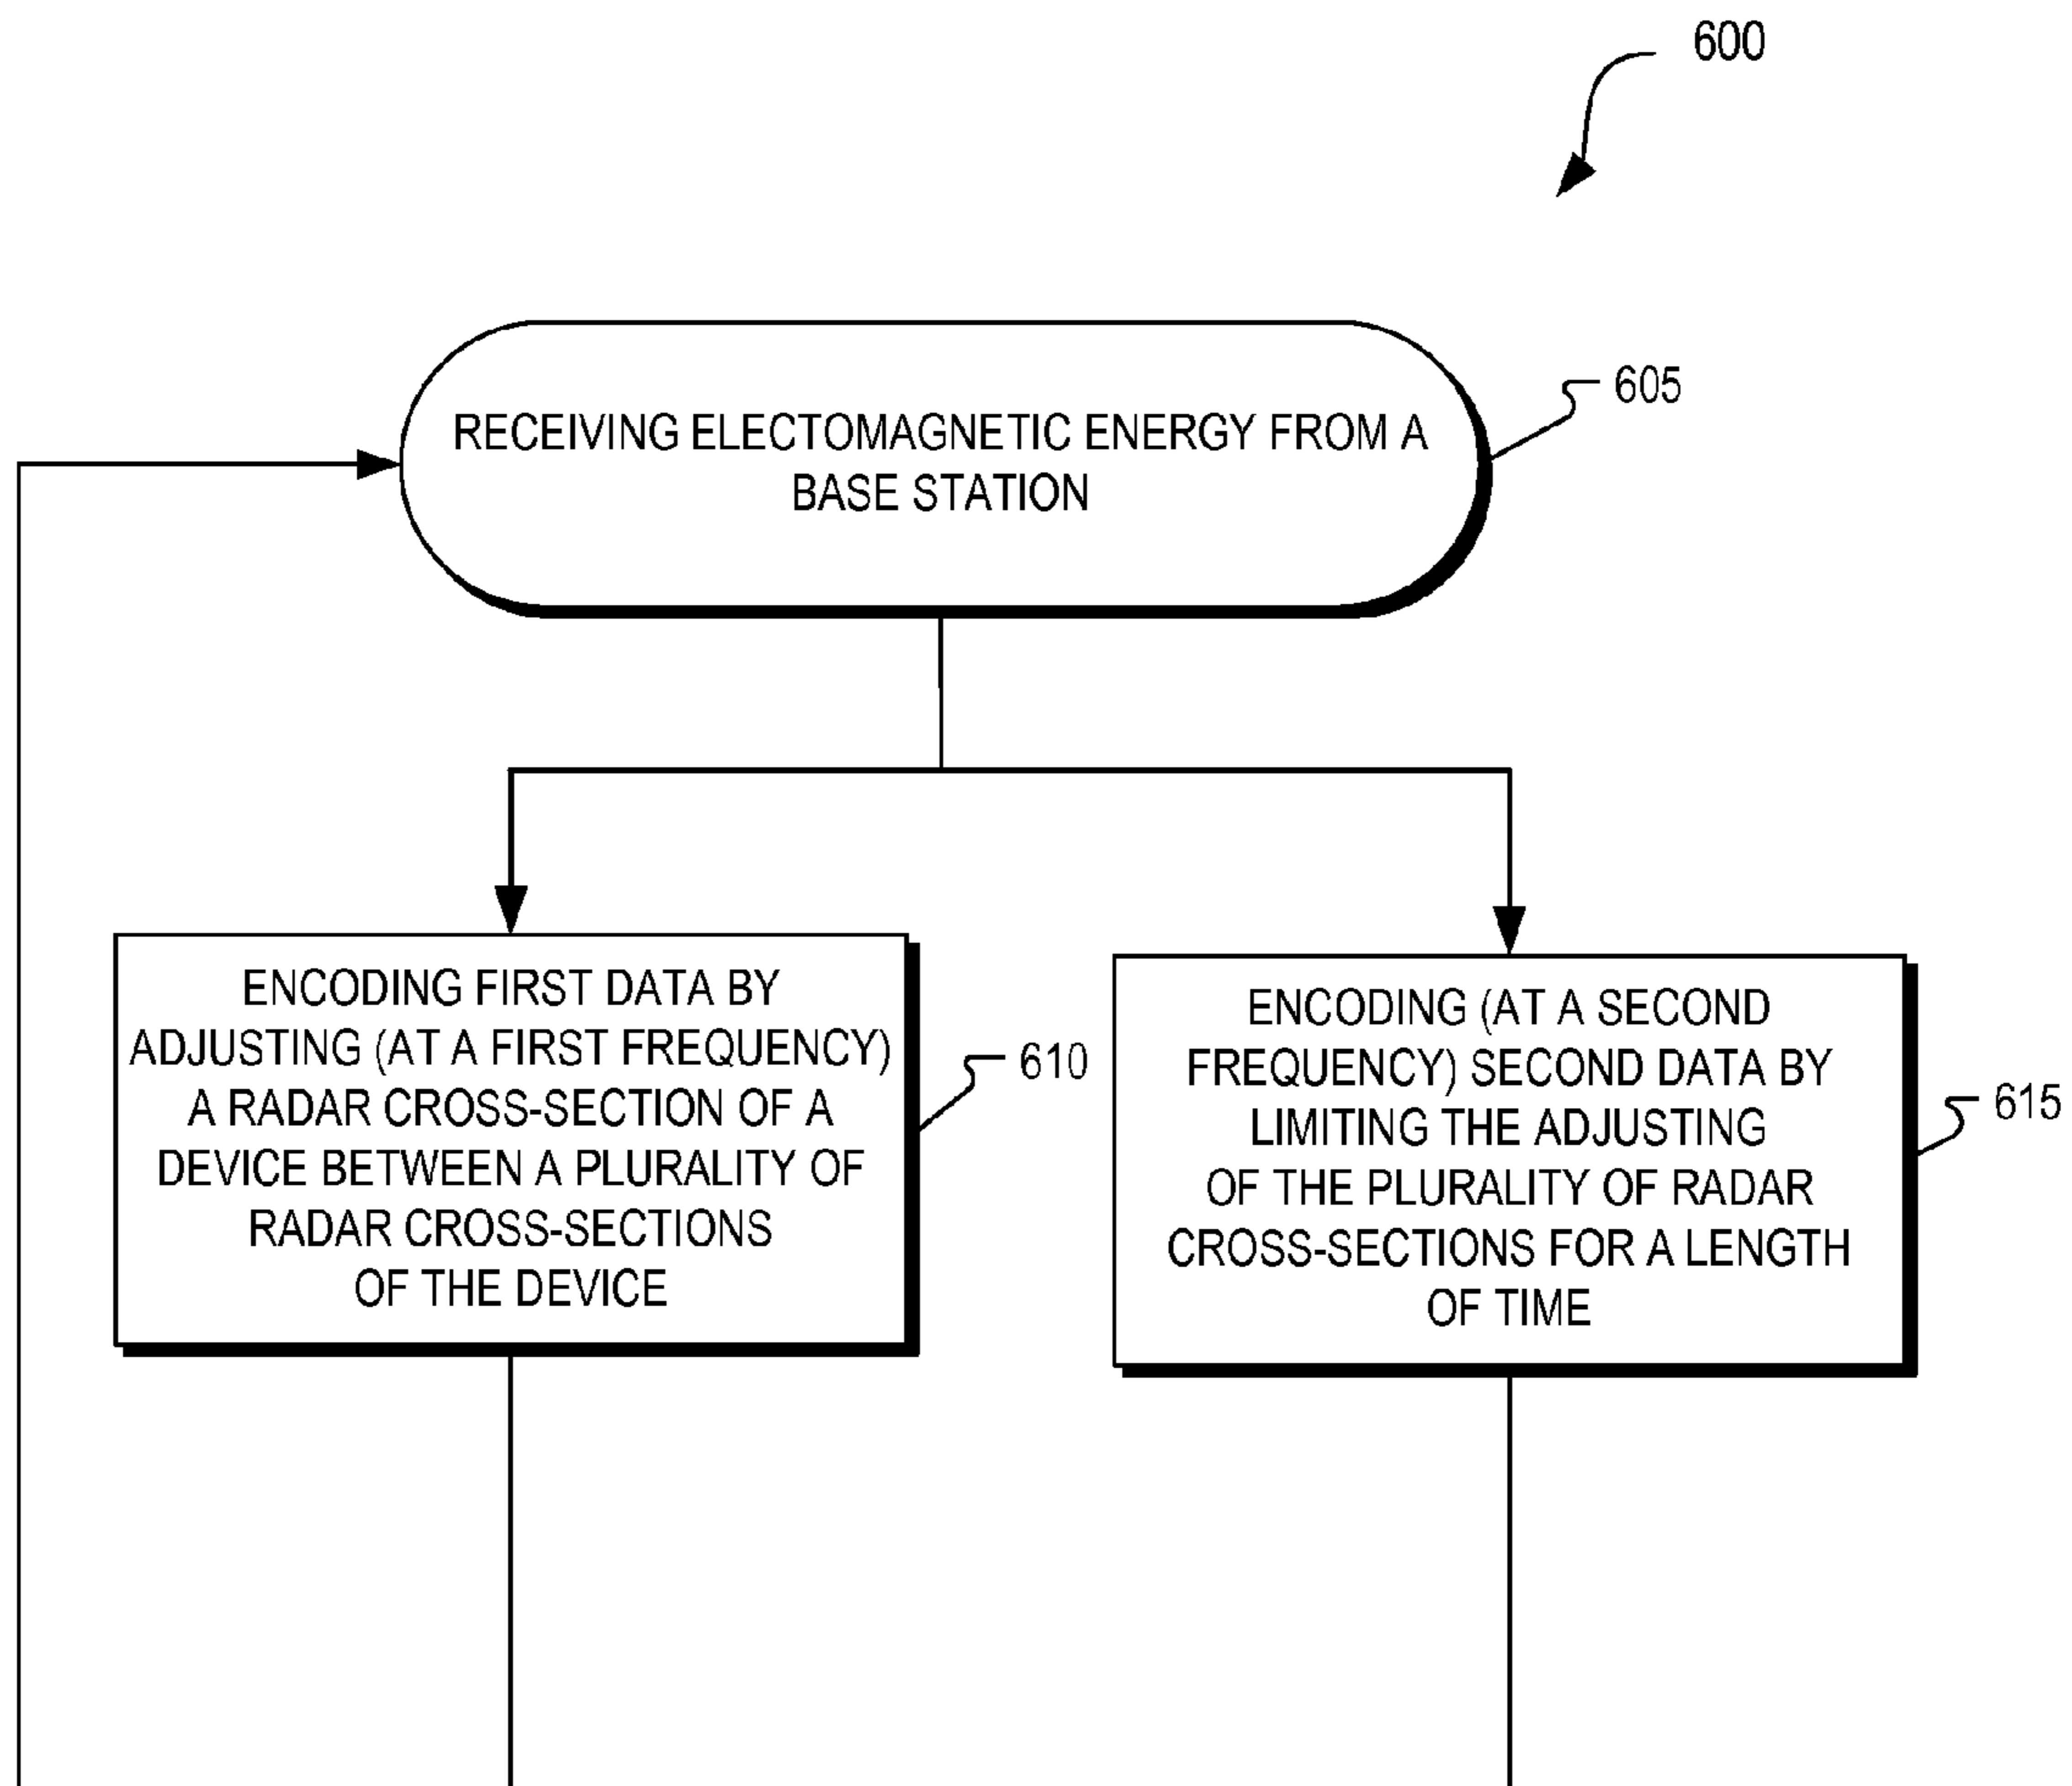 600
RECEIVING ELECTOMAGNETIC ENERGY FROM A
BASE STATION
605
ENCODING FIRST DATA BY
ADJUSTING (AT A FIRST FREQUENCY)
A RADAR CROSS-SECTION OF A
DEVICE BETWEEN A PLURALITY OF
RADAR CROSS-SECTIONS
OF THE DEVICE
610
ENCODING (AT A SECOND
FREQUENCY) SECOND DATA BY
LIMITING THE ADJUSTING
OF THE PLURALITY OF RADAR
CROSS-SECTIONS FOR A LENGTH
OF TIME
615